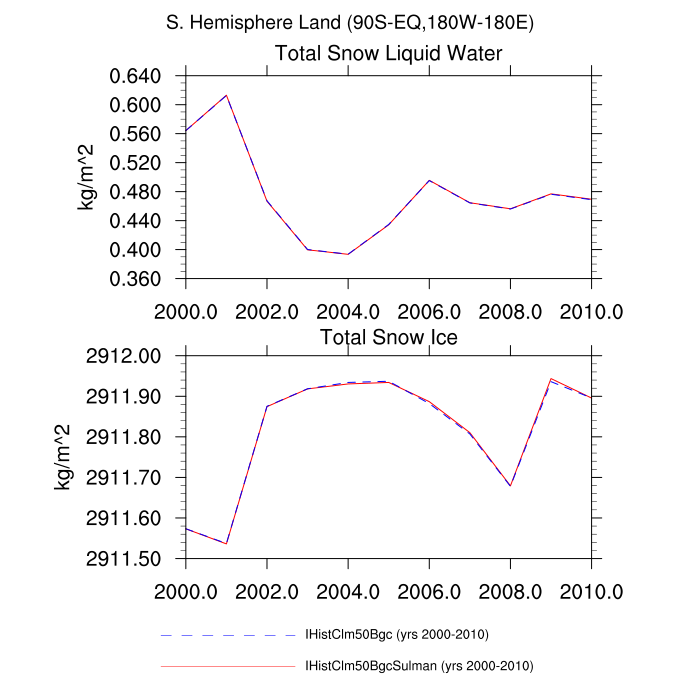 S. Hemisphere Land (90S-EQ,180W-180E)
Total Snow Liquid Water
0.640
0.600
0.560
0.520
0.480
0.440
0.400
0.360
kg/m^2
2000.0 2002.0 2004.0 2006.0 2008.0 2010.0
Total Snow Ice
2912.00
2911.90
2911.80
2911.70
2911.60
2911.50
kg/m^2
2000.0 2002.0 2004.0 2006.0 2008.0 2010.0
IHistClm50Bgc (yrs 2000-2010)
IHistClm50BgcSulman (yrs 2000-2010)